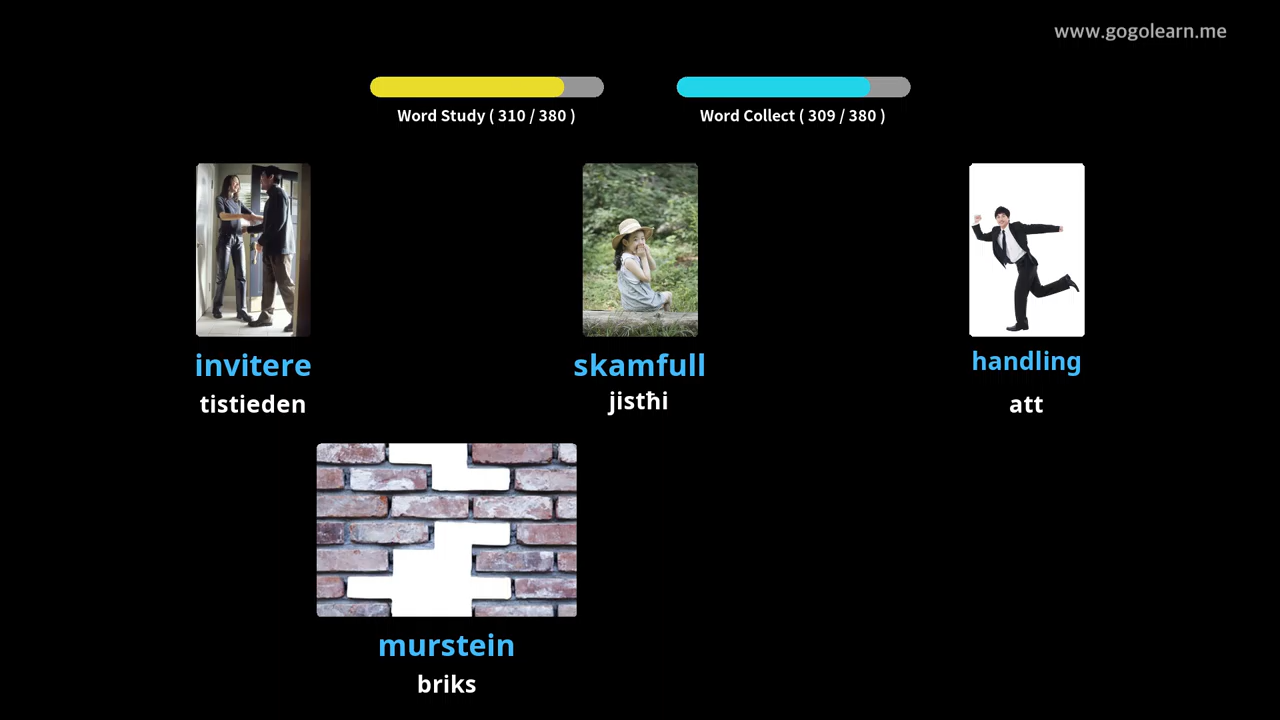 www.gogolearn.me
Word Study ( 310 / 380 )
Word Collect ( 309 / 380 )
invitere
tistieden
skamfull
jistħi
handling
att
murstein
briks